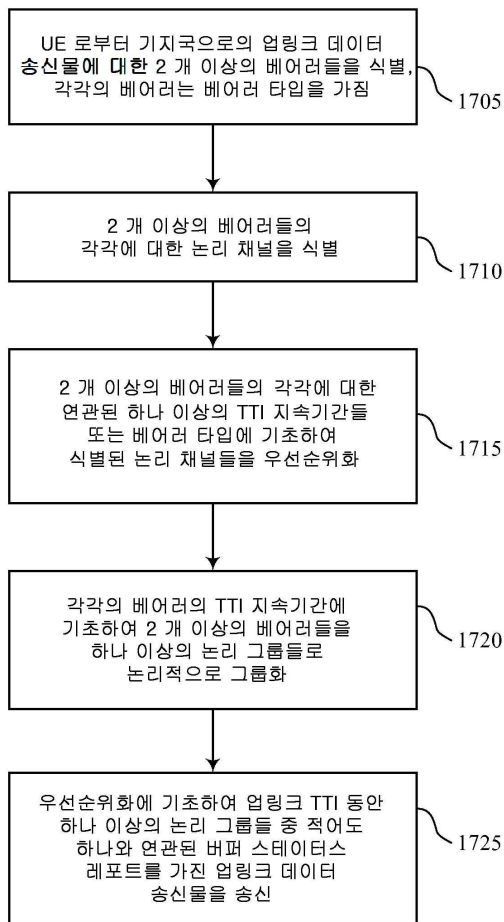 UE 로부터 기지국으로의 업링크 데이터
송신물에 대한 2 개 이상의 베어러들을 식별,
각각의 베어러는 베어러 타입을 가짐
1705
2 개 이상의 베어러들의
각각에 대한 논리 채널을 식별
1710
2 개 이상의 베어러들의 각각에 대한
연관된 하나 이상의 TTI 지속기간들
또는 베어러 타입에 기초하여
식별된 논리 채널들을 우선순위화
1715
각각의 베어러의 TTI 지속기간에
기초하여 2 개 이상의 베어러들을
하나 이상의 논리 그룹들로
논리적으로 그룹화
1720
우선순위화에 기초하여 업링크 TTI 동안
하나 이상의 논리 그룹들 중 적어도
하나와 연관된 버퍼 스테이터스
레포트를 가진 업링크 데이터
송신물을 송신
1725